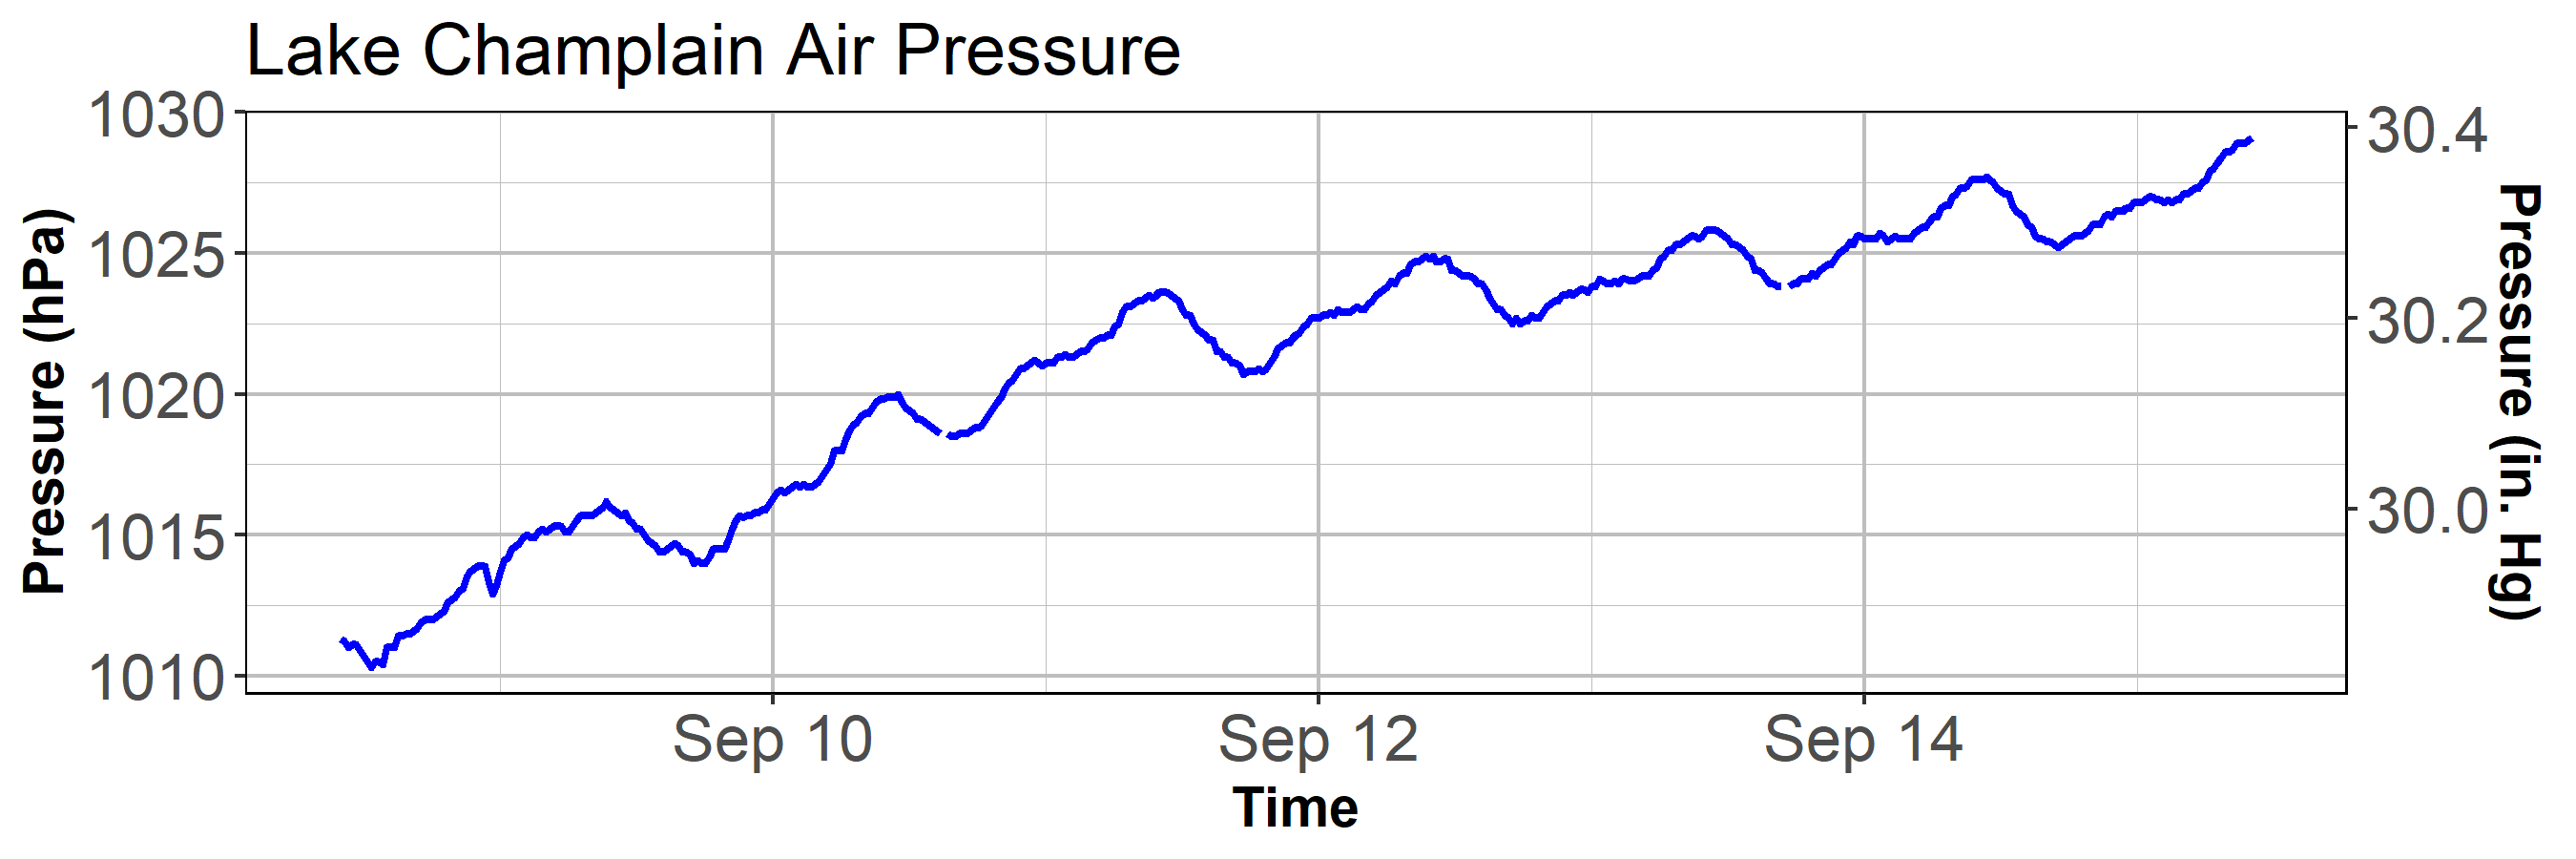 Lake Champlain Air Pressure
1030
1025
1020
1015
1010
Pressure (hPa)
30.4
30.2
30.0
Pressure (in. Hg)
Sep 10
Sep 12
Sep 14
Time